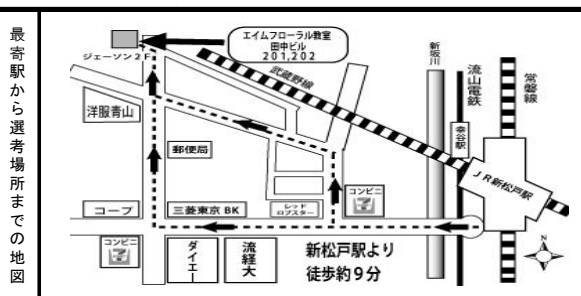 最寄駅から選考場所までの地図
エイムフローラル教室
田中ビル
201,202
ジェーソン2F
武蔵野線
新坂川
流山電鉄
常磐線
幸谷駅
JR新松戸駅
洋服青山
郵便局
コンビニ
コープ
三菱東京BK
レッド
ロブスター
コンビニ
ダイエー
流経大
新松戸駅より
徒歩約9分
N